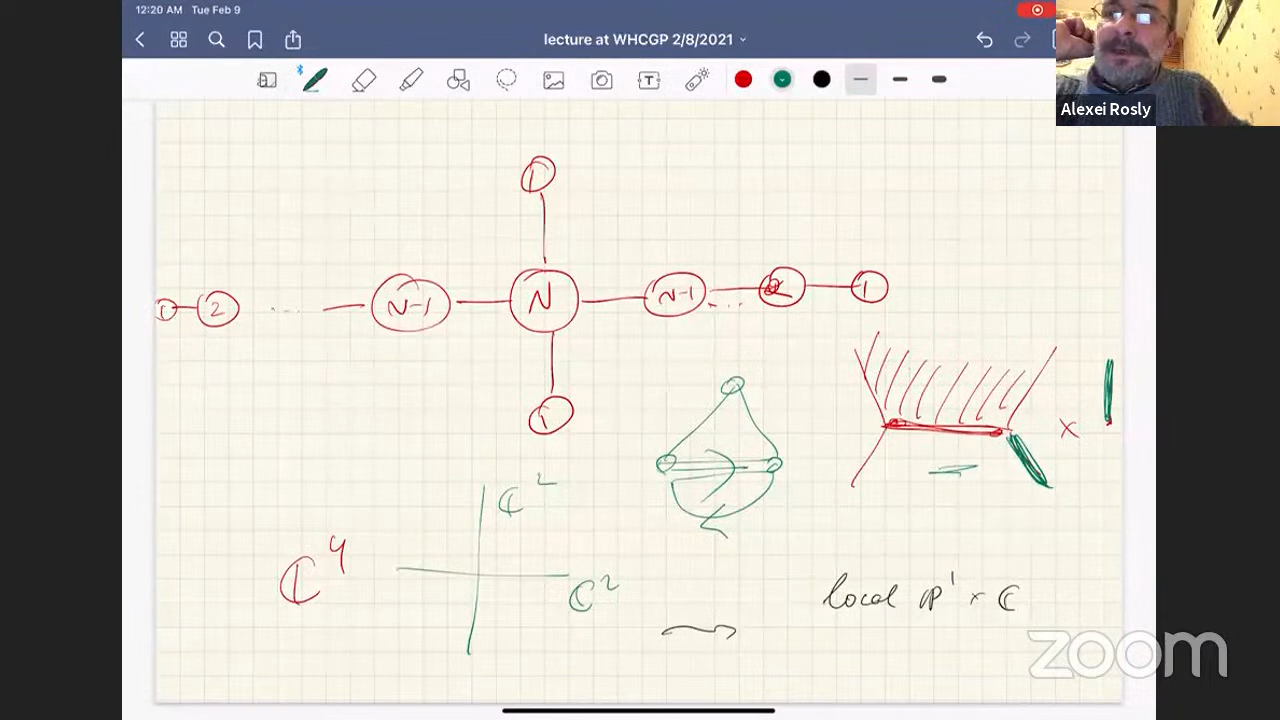 12:20 AM Tue Feb 9
lecture at WHCGP 2/8/2021
T
Alexei Rosly
1
1 2 ... N-1 N N-1 ... 2 1
1
×
ℂ² 
ℂ⁴
ℂ²
local ℙ¹ × ℂ
zoom